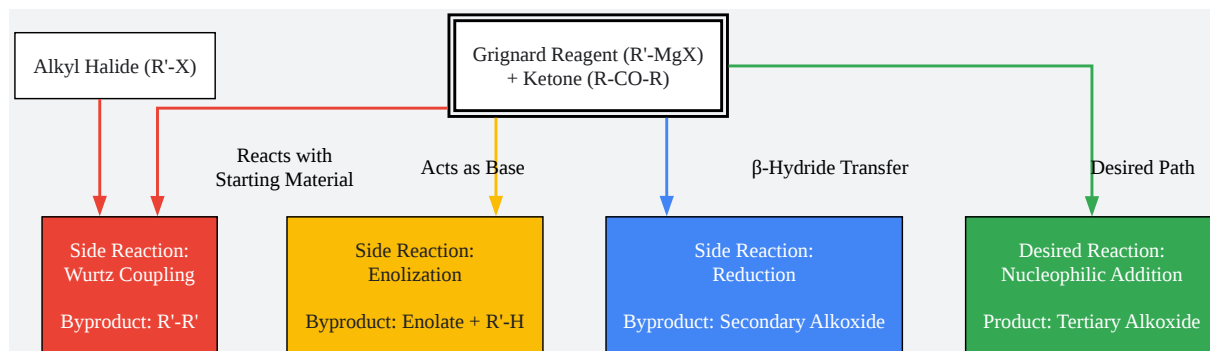 Alkyl Halide (R'-X)
Grignard Reagent (R'-MgX)
+ Ketone (R-CO-R)
Reacts with
Starting Material
Acts as Base
β-Hydride Transfer
Desired Path
Side Reaction:
Wurtz Coupling
Byproduct: R'-R'
Side Reaction:
Enolization
Byproduct: Enolate + R'-H
Side Reaction:
Reduction
Byproduct: Secondary Alkoxide
Desired Reaction:
Nucleophilic Addition
Product: Tertiary Alkoxide